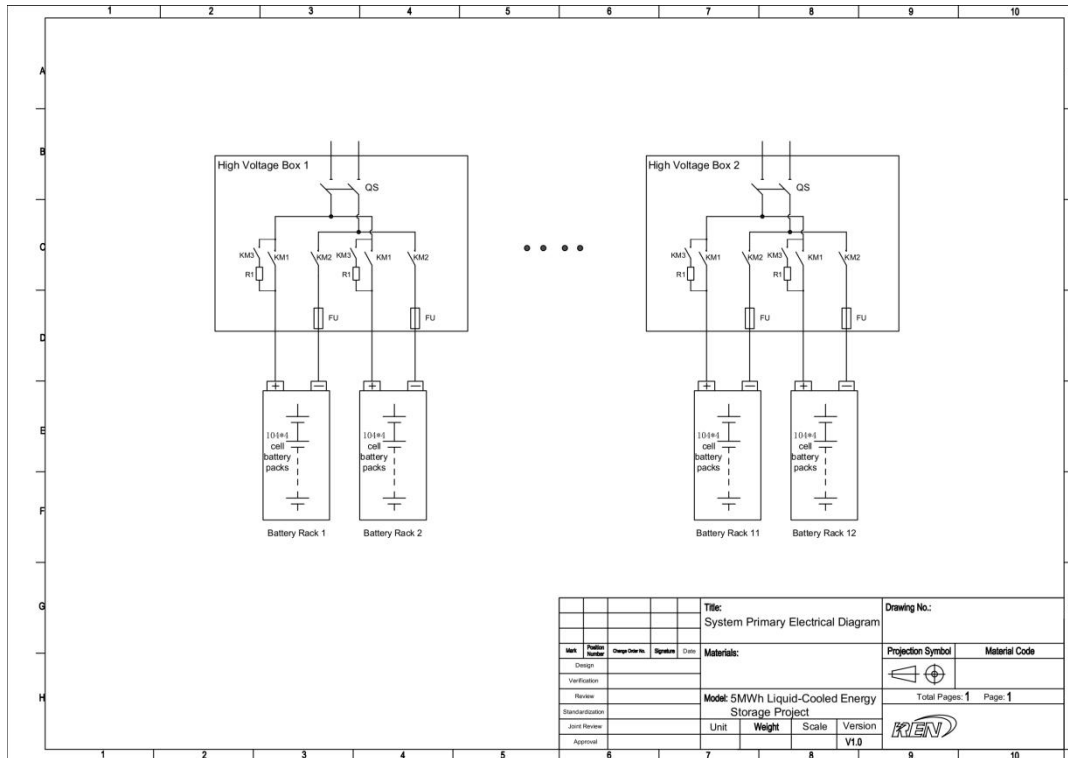 1 2 3 4 5 6 7 8 9 10
A
B
C
D
E
F
G
H
High Voltage Box 1
QS
KM3
KM1
KM2
KM3
KM1
KM2
R1
R1
FU
FU
+
−
+
−
104*4
cell
battery
packs
104*4
cell
battery
packs
Battery Rack 1
Battery Rack 2
High Voltage Box 2
QS
KM3
KM1
KM2
KM3
KM1
KM2
R1
R1
FU
FU
+
−
+
−
104*4
cell
battery
packs
104*4
cell
battery
packs
Battery Rack 11
Battery Rack 12
Title:
System Primary Electrical Diagram
Drawing No.:
Mark
Position
Number
Change Order No.
Signature
Date
Materials:
Projection Symbol
Material Code
Design
Verification
Review
Standardization
Joint Review
Approval
Model: 5MWh Liquid-Cooled Energy
Storage Project
Total Pages: 1 Page: 1
Unit
Weight
Scale
Version
V1.0
REN
1 2 3 4 5 6 7 8 9 10